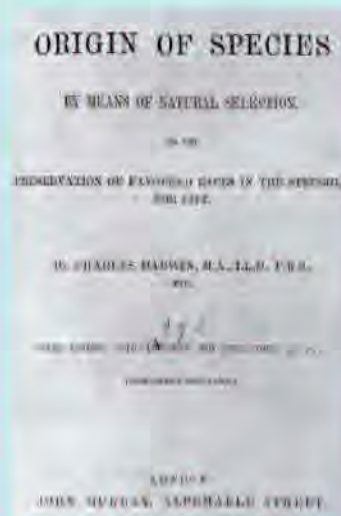 ORIGIN OF SPECIES
BY MEANS OF NATURAL SELECTION,
OR THE
PRESERVATION OF FAVOURED RACES IN THE STRUGGLE
FOR LIFE.
BY CHARLES DARWIN, M.A., LL.D., F.R.S.,
ETC.
LONDON
JOHN MURRAY, ALBEMARLE STREET.